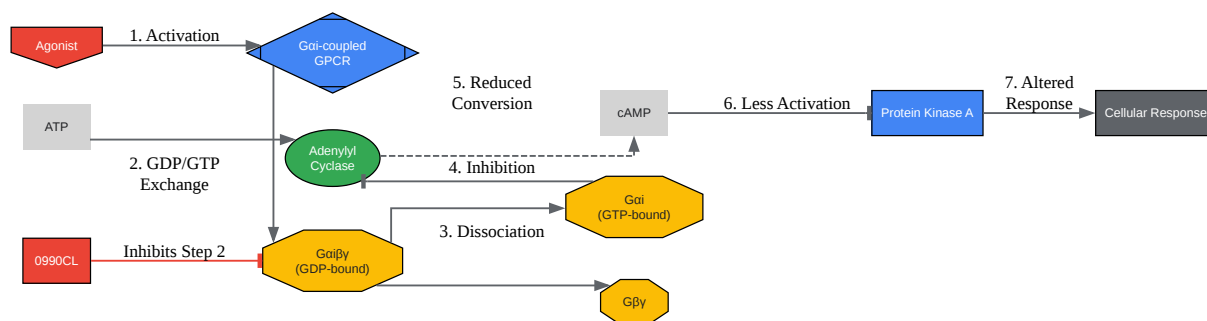 Agonist
1. Activation
Gαi-coupled
GPCR
5. Reduced
Conversion
ATP
2. GDP/GTP
Exchange
Adenylyl
Cyclase
4. Inhibition
cAMP
6. Less Activation
Protein Kinase A
7. Altered
Response
Cellular Response
Gαi
(GTP-bound)
3. Dissociation
0990CL
Inhibits Step 2
Gαiβγ
(GDP-bound)
Gβγ